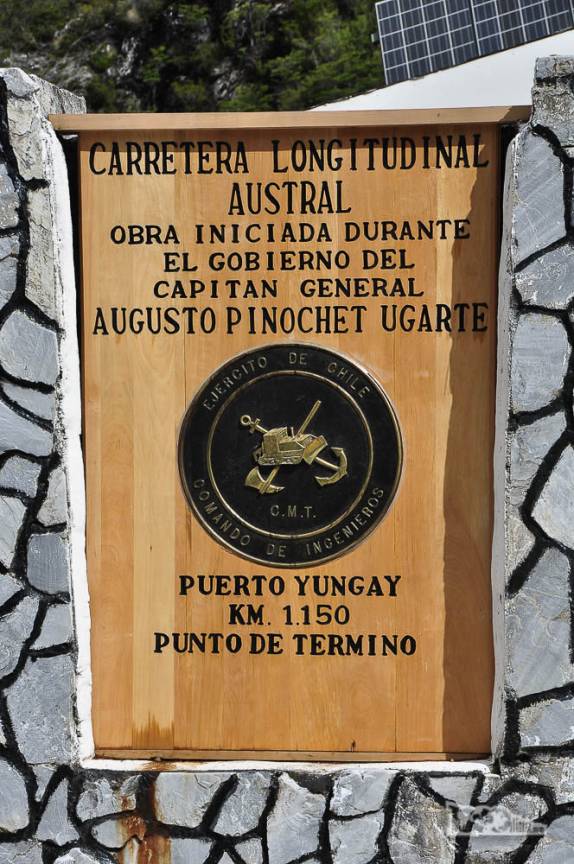 CARRETERA LONGITUDINAL
AUSTRAL
OBRA INICIADA DURANTE
EL GOBIERNO DEL
CAPITAN GENERAL
AUGUSTO PINOCHET UGARTE
EJERCITO DE CHILE
C.M.T.
COMANDO DE INGENIEROS
PUERTO YUNGAY
KM. 1.150
PUNTO DE TERMINO